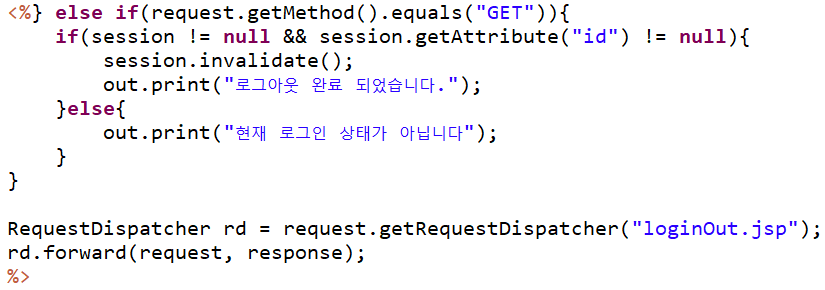 <%} else if(request.getMethod().equals("GET")){
    if(session != null && session.getAttribute("id") != null){
        session.invalidate();
        out.print("로그아웃 완료 되었습니다.");
    }else{
        out.print("현재 로그인 상태가 아닙니다");
    }
}
RequestDispatcher rd = request.getRequestDispatcher("loginOut.jsp");
rd.forward(request, response);
%>